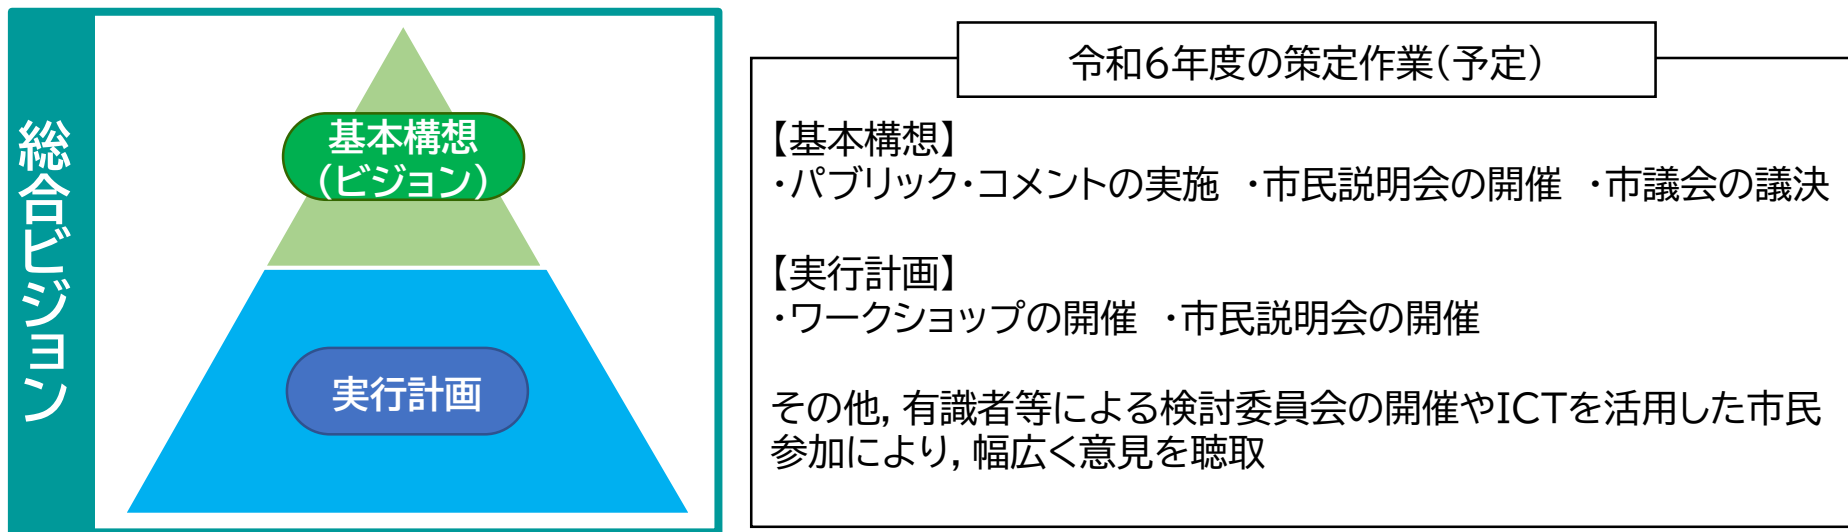 総合ビジョン
基本構想
(ビジョン)
実行計画
令和6年度の策定作業(予定)
【基本構想】
・パブリック・コメントの実施 ・市民説明会の開催 ・市議会の議決
【実行計画】
・ワークショップの開催 ・市民説明会の開催
その他,有識者等による検討委員会の開催やICTを活用した市民
参加により,幅広く意見を聴取